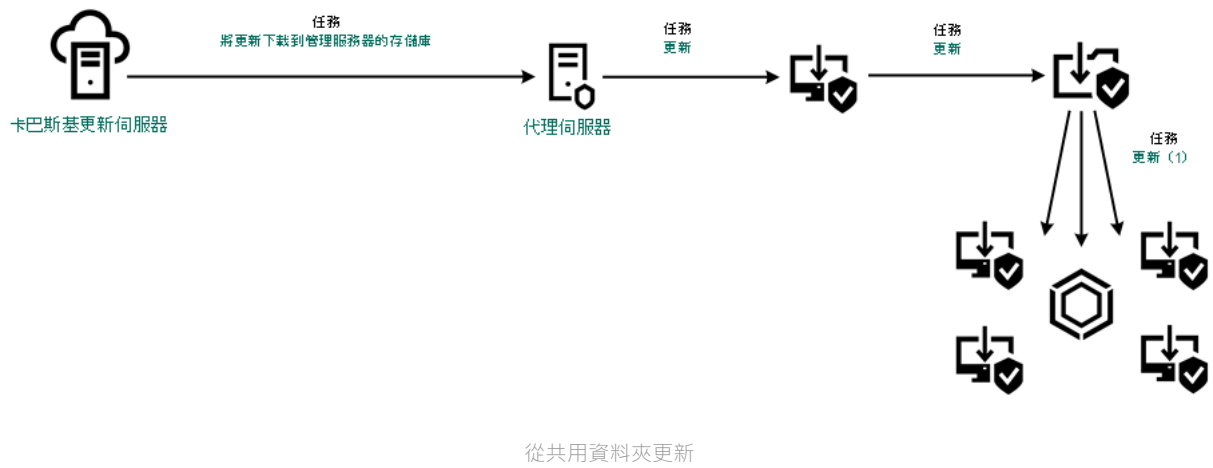 任務
將更新下載到管理服務器的存儲庫
任務
更新
任務
更新
卡巴斯基更新伺服器
代理伺服器
任務
更新（1）
從共用資料夾更新